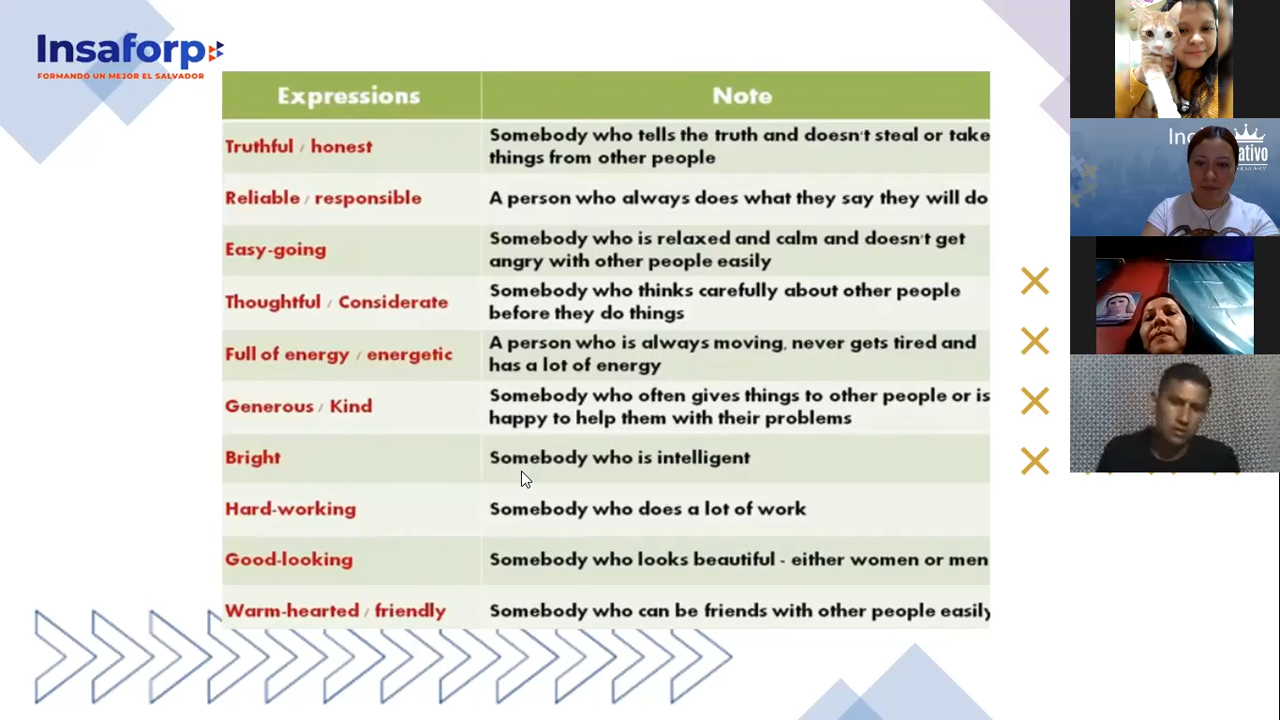 Insaforp
FORMANDO UN MEJOR EL SALVADOR
Expressions
Note
Truthful / honest
Somebody who tells the truth and doesn't steal or take
things from other people
Reliable / responsible
A person who always does what they say they will do
Easy-going
Somebody who is relaxed and calm and doesn't get
angry with other people easily
Thoughtful / Considerate
Somebody who thinks carefully about other people
before they do things
Full of energy / energetic
A person who is always moving, never gets tired and
has a lot of energy
Generous / Kind
Somebody who often gives things to other people or is
happy to help them with their problems
Bright
Somebody who is intelligent
Hard-working
Somebody who does a lot of work
Good-looking
Somebody who looks beautiful - either women or men
Warm-hearted / friendly
Somebody who can be friends with other people easily